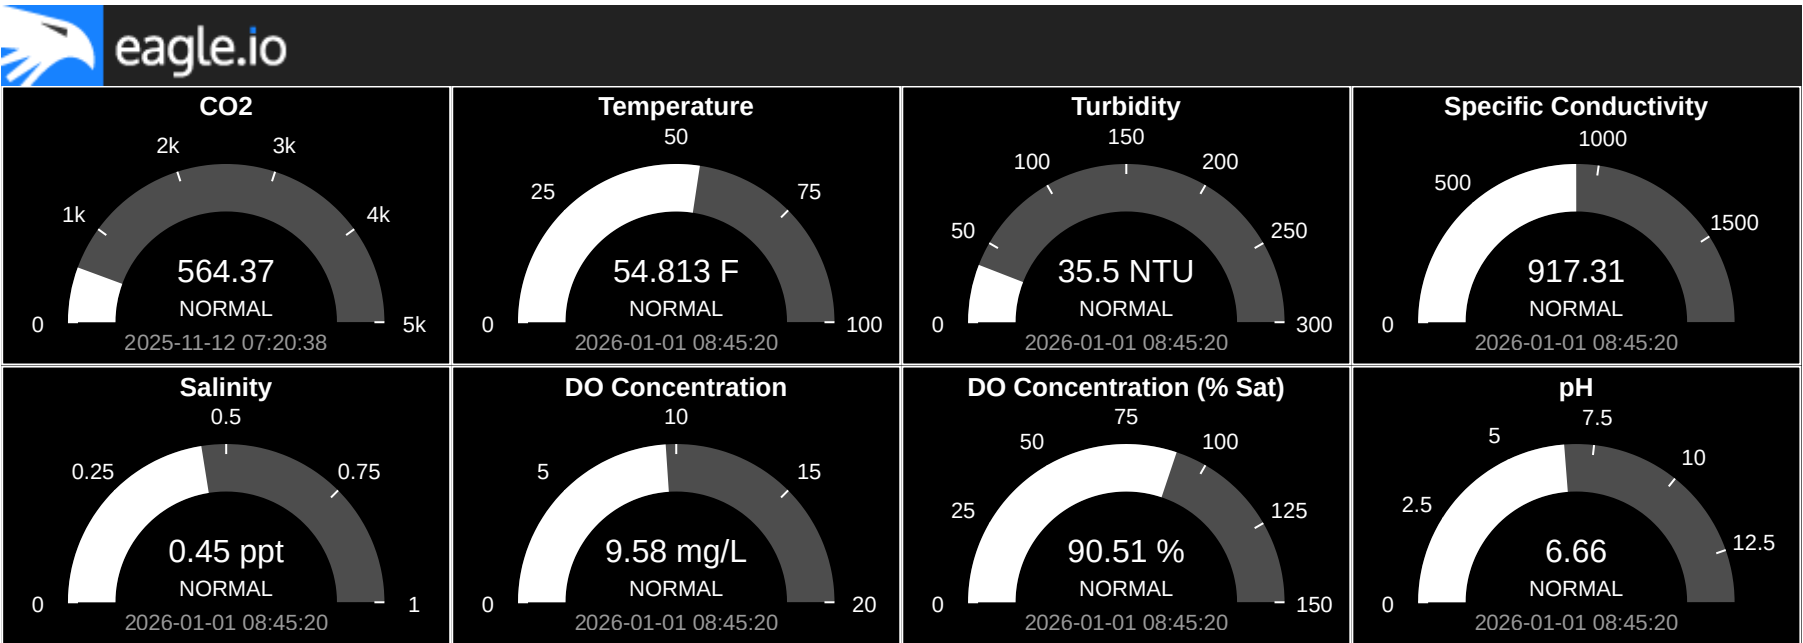 eagle.io
CO2
0
1k
2k
3k
4k
5k
564.37
NORMAL
2025-11-12 07:20:38
Temperature
0
25
50
75
100
54.813 F
NORMAL
2026-01-01 08:45:20
Turbidity
0
50
100
150
200
250
300
35.5 NTU
NORMAL
2026-01-01 08:45:20
Specific Conductivity
0
500
1000
1500
917.31
NORMAL
2026-01-01 08:45:20
Salinity
0
0.25
0.5
0.75
1
0.45 ppt
NORMAL
2026-01-01 08:45:20
DO Concentration
0
5
10
15
20
9.58 mg/L
NORMAL
2026-01-01 08:45:20
DO Concentration (% Sat)
0
25
50
75
100
125
150
90.51 %
NORMAL
2026-01-01 08:45:20
pH
0
2.5
5
7.5
10
12.5
6.66
NORMAL
2026-01-01 08:45:20